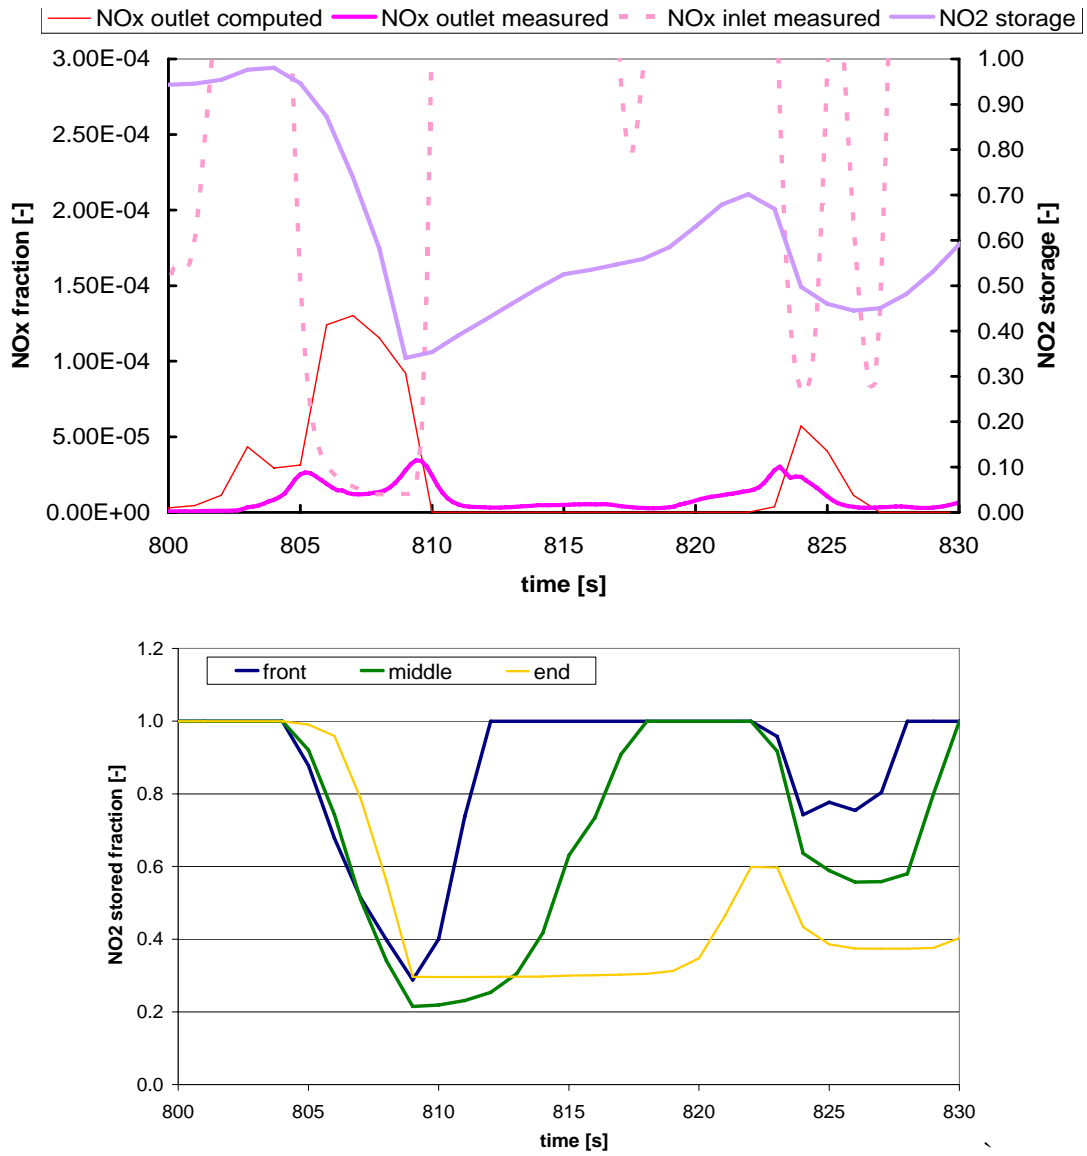 NOx outlet computed NOx outlet measured NOx inlet measured NO2 storage
3.00E-04 1.00
0.90
2.50E-04
0.80
0.70
2.00E-04
0.60
1.50E-04 0.50
0.40
1.00E-04
0.30
0.20
5.00E-05
0.10
0.00E+00 0.00
NOx fraction [-]
NO2 storage [-]
800 805 810 815 820 825 830
time [s]
1.2
front middle end
1.0
0.8
0.6
0.4
0.2
0.0
NO2 stored fraction [-]
800 805 810 815 820 825 830
time [s]
`